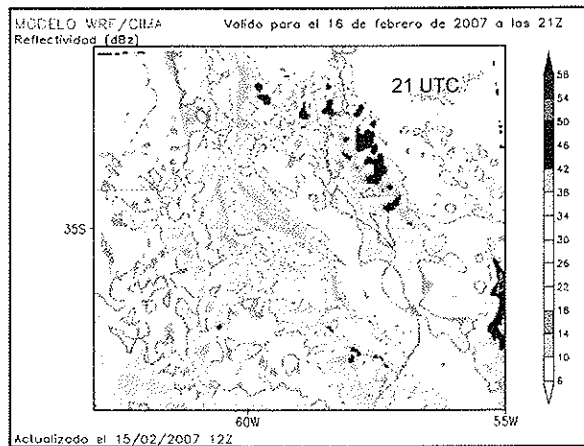 MODELO WRF/CIMA Valido para el 16 de febrero de 2007 a las 21Z
Reflectividad (dBz)
21 UTC
35S
60W 55W
58
54
50
46
42
38
34
30
26
22
18
14
10
6
Actualizado el 15/02/2007 12Z